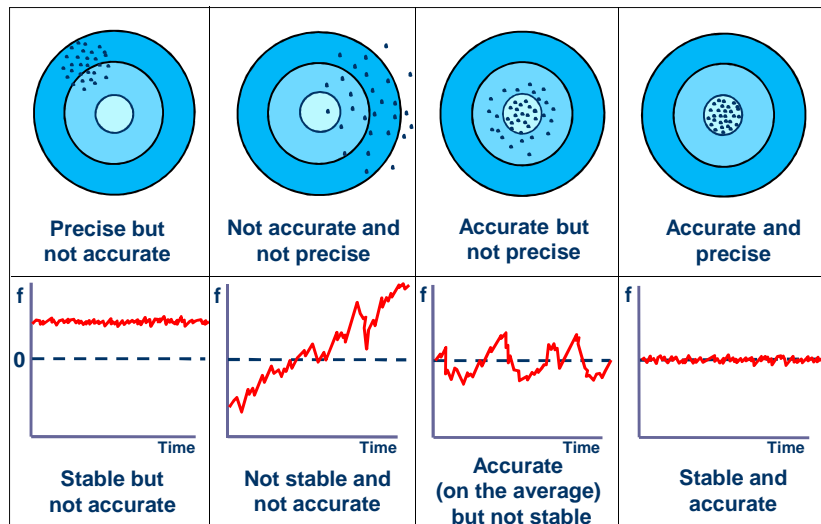 Precise but
not accurate
Not accurate and
not precise
Accurate but
not precise
Accurate and
precise
f
0
Time
f
Time
f
Time
f
Time
Stable but
not accurate
Not stable and
not accurate
Accurate
(on the average)
but not stable
Stable and
accurate